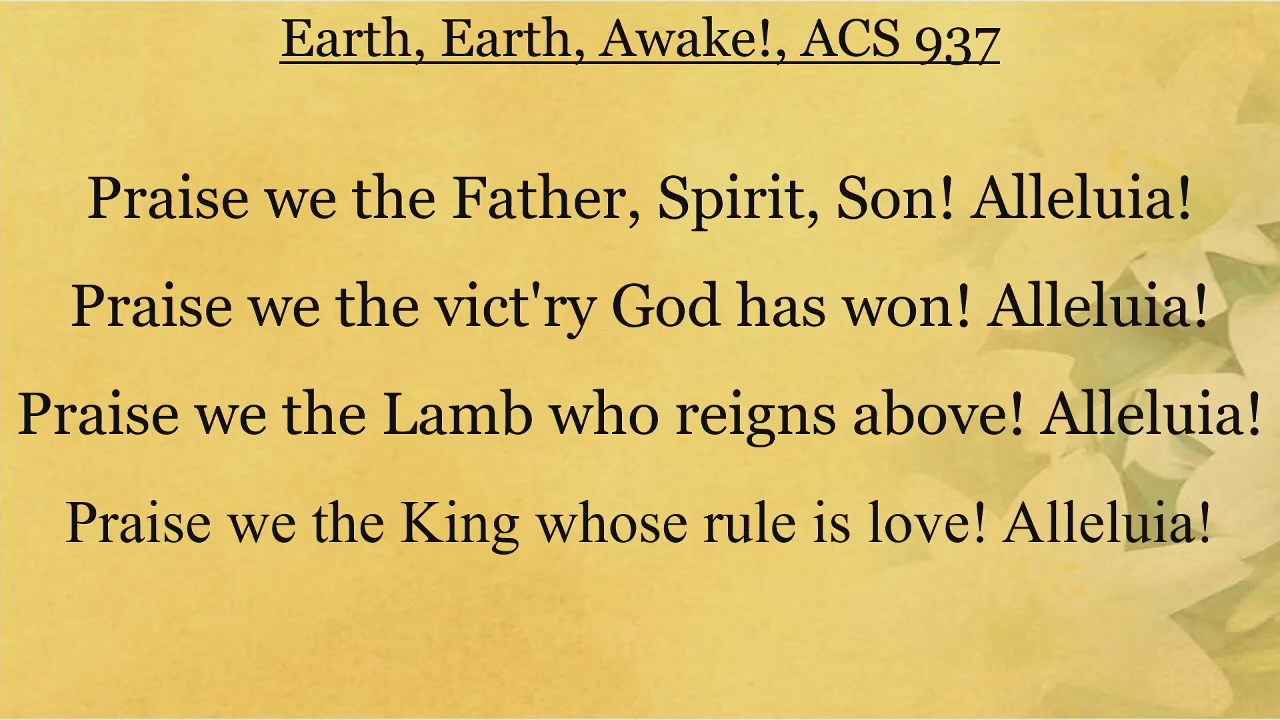 Earth, Earth, Awake!, ACS 937
Praise we the Father, Spirit, Son! Alleluia!
Praise we the vict'ry God has won! Alleluia!
Praise we the Lamb who reigns above! Alleluia!
Praise we the King whose rule is love! Alleluia!